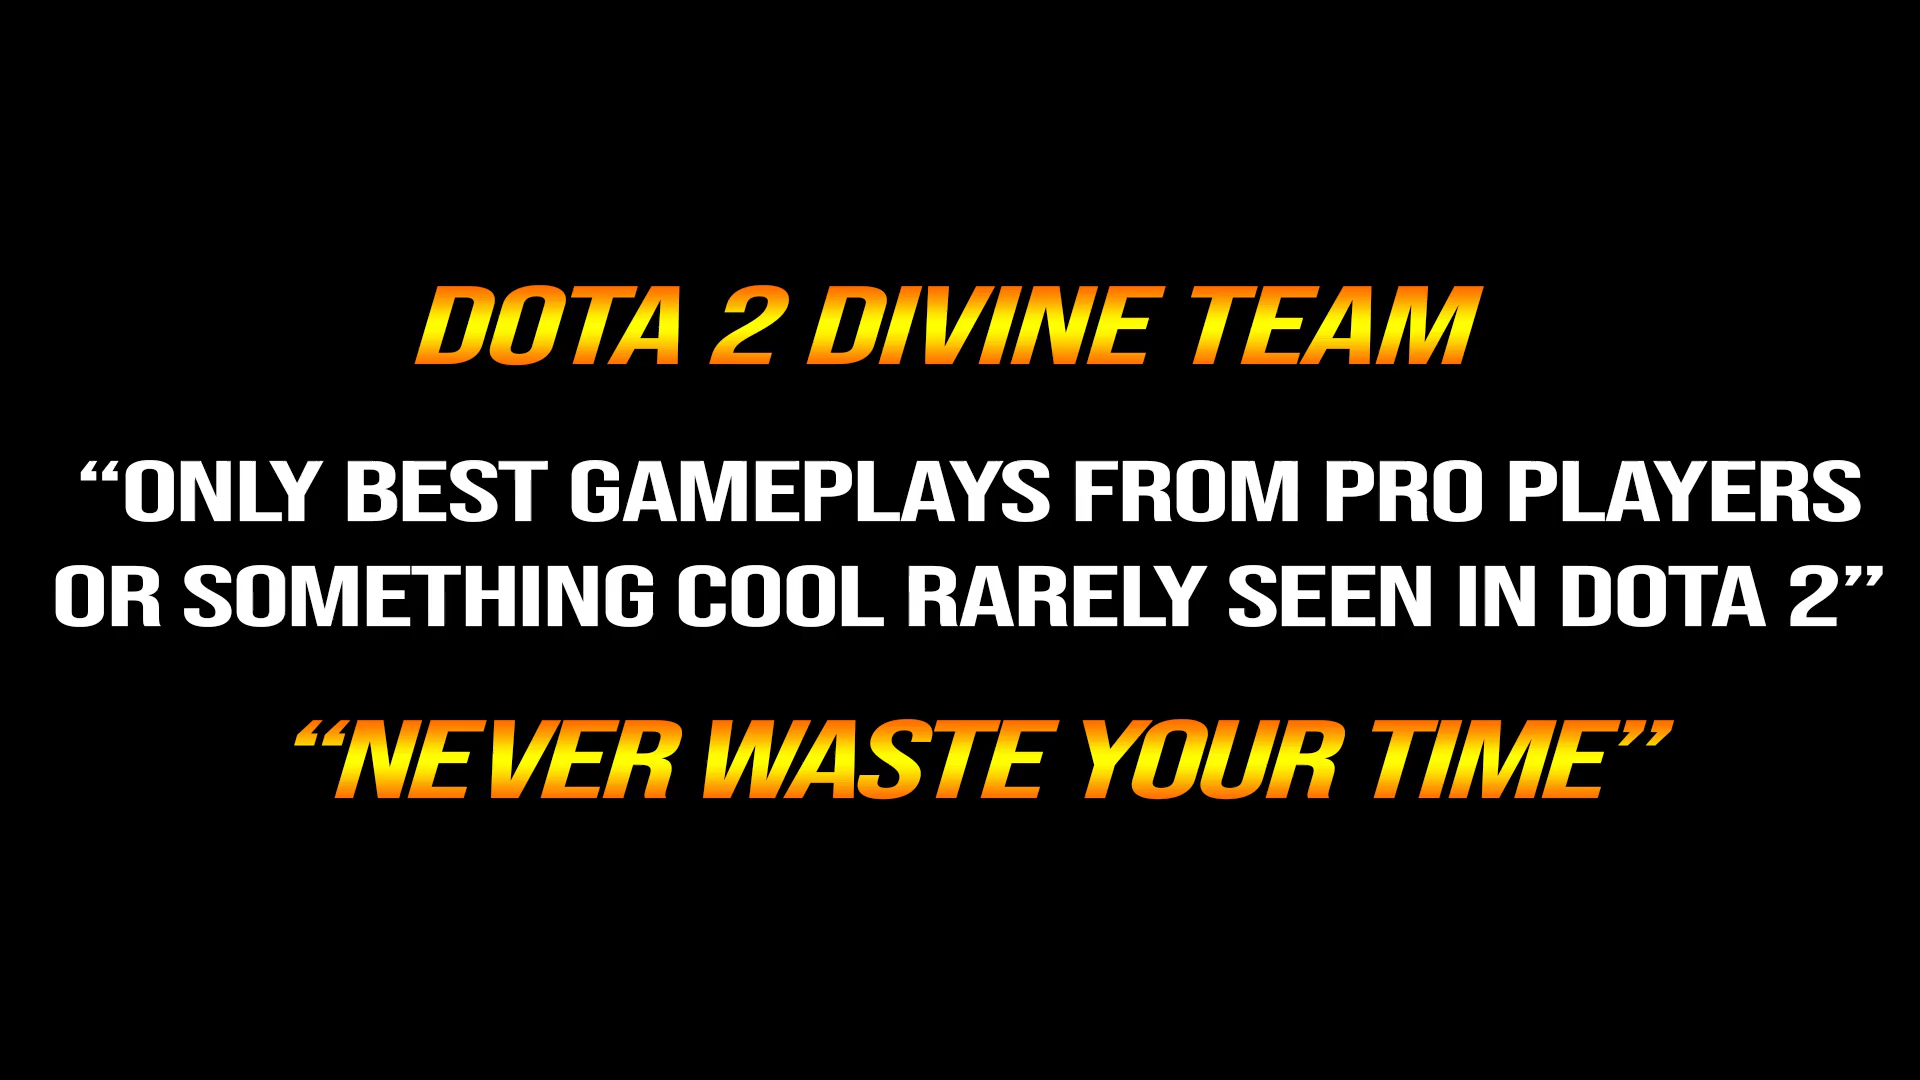 DOTA 2 DIVINE TEAM
“ONLY BEST GAMEPLAYS FROM PRO PLAYERS
OR SOMETHING COOL RARELY SEEN IN DOTA 2”
“NEVER WASTE YOUR TIME”